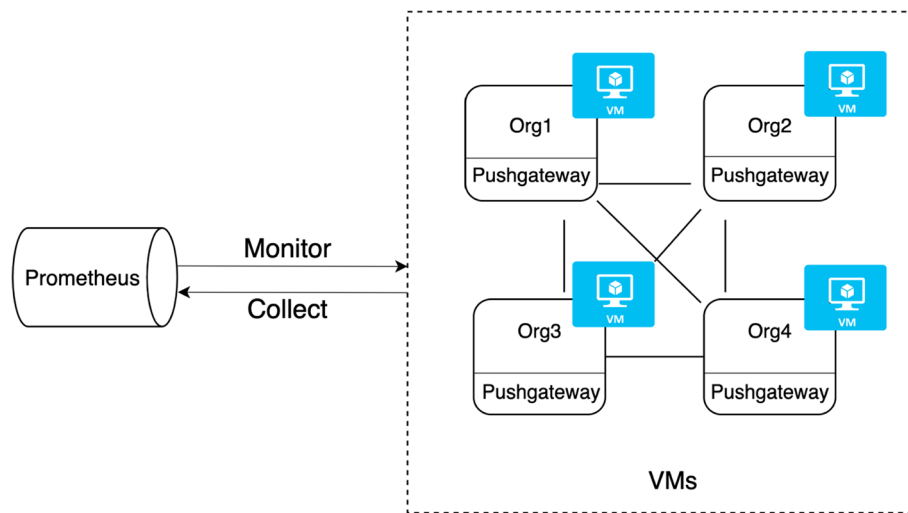 VM
VM
Org1
Org2
Pushgateway
Pushgateway
Monitor
Prometheus
Collect
VM
VM
Org3
Org4
Pushgateway
Pushgateway
VMs